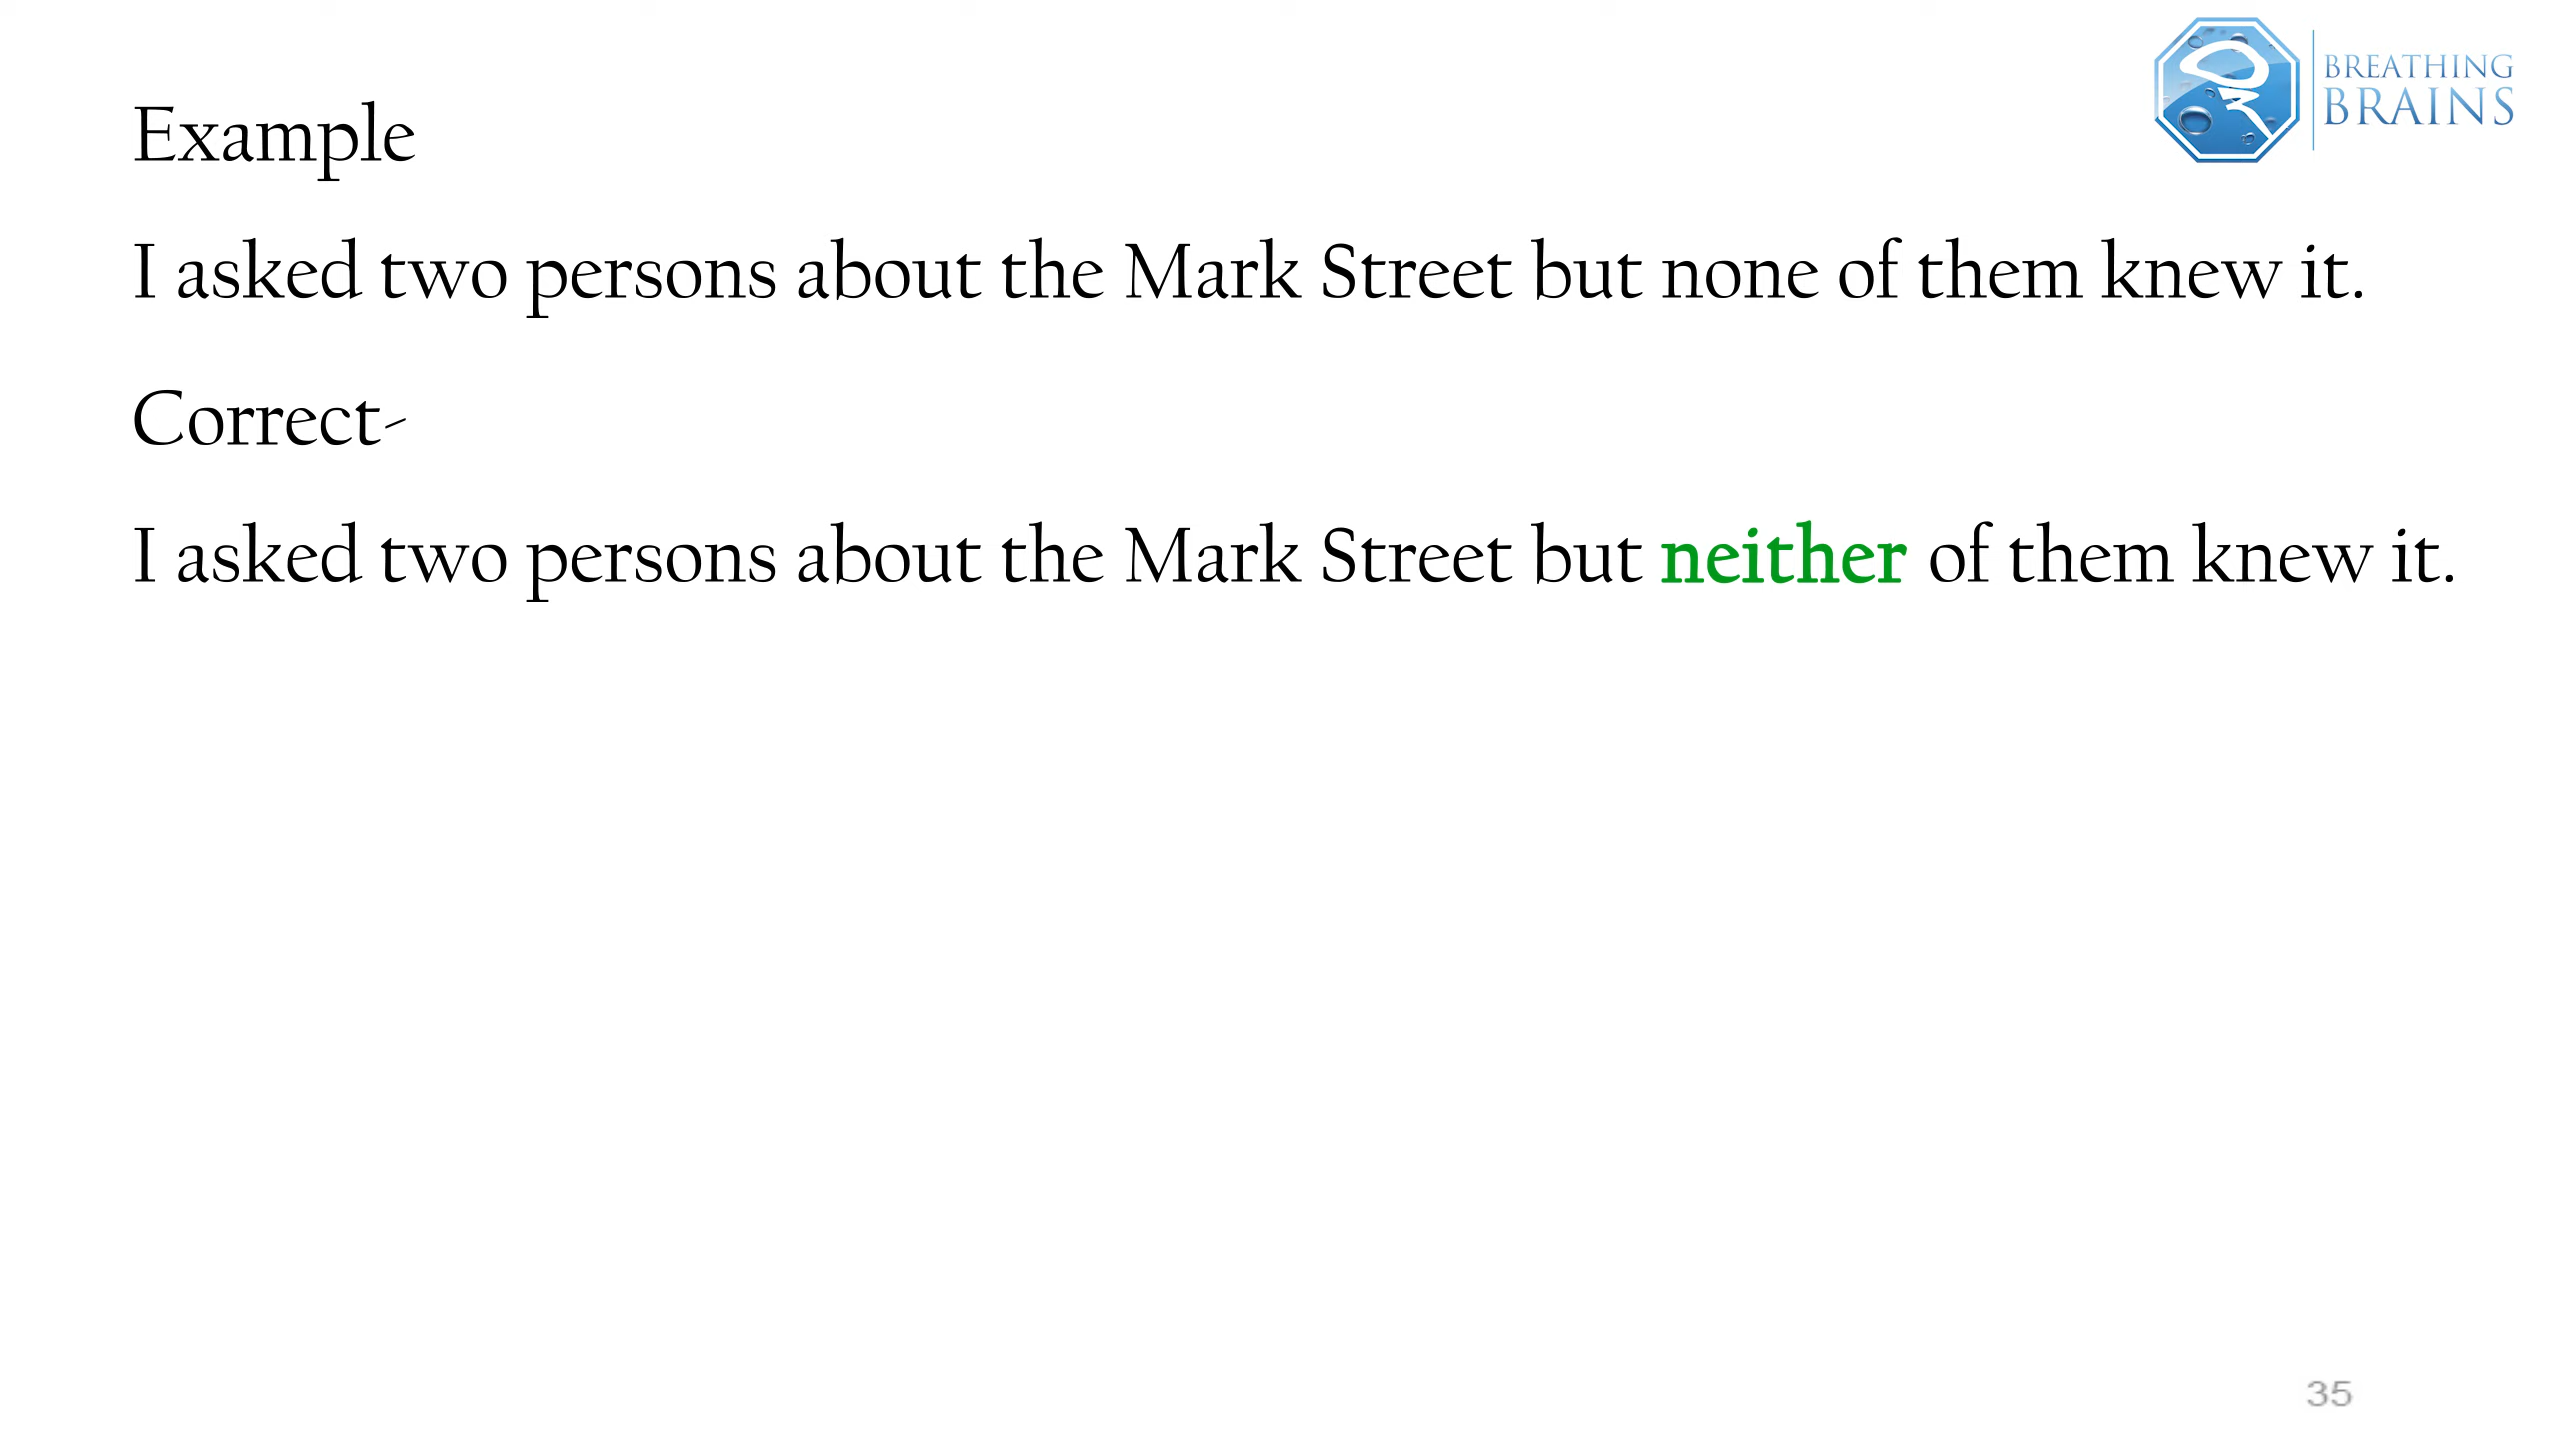 BREATHING
BRAINS
Example
I asked two persons about the Mark Street but none of them knew it.
Correct-
I asked two persons about the Mark Street but neither of them knew it.
35